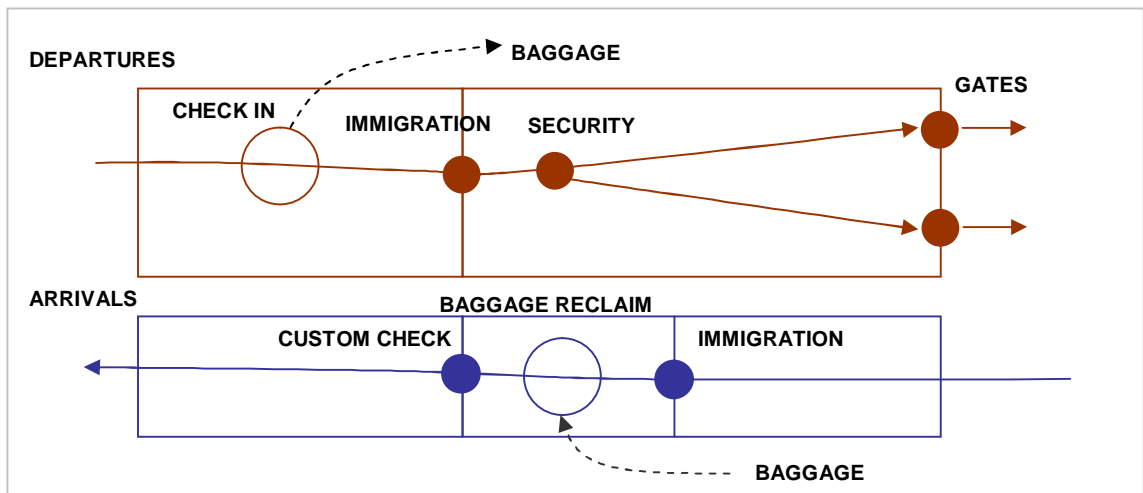 DEPARTURES
BAGGAGE
GATES
CHECK IN
IMMIGRATION
SECURITY
ARRIVALS
BAGGAGE RECLAIM
CUSTOM CHECK
IMMIGRATION
BAGGAGE